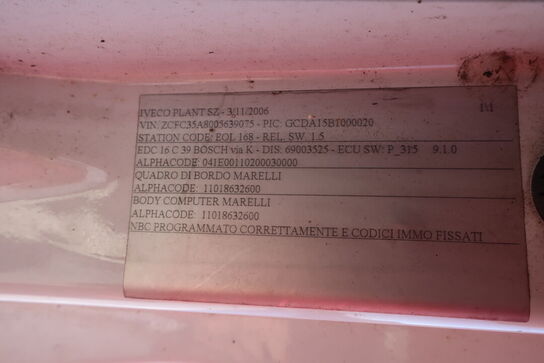 IVECO PLANT SZ - 3/11/2006
VIN: ZCFC35A8005639075 - PIC: GCDA15B1000020
STATION CODE: EOL 168 - REL. SW. 1.5
EDC 16 C 39 BOSCH via K - DIS: 69003525 - ECU SW: P_315 9.1.0
ALPHACODE: 041E00110200030000
QUADRO DI BORDO MARELLI
ALPHACODE: 11018632600
BODY COMPUTER MARELLI
ALPHACODE: 11018632600
NBC PROGRAMMATO CORRETTAMENTE E CODICI IMMO FISSATI